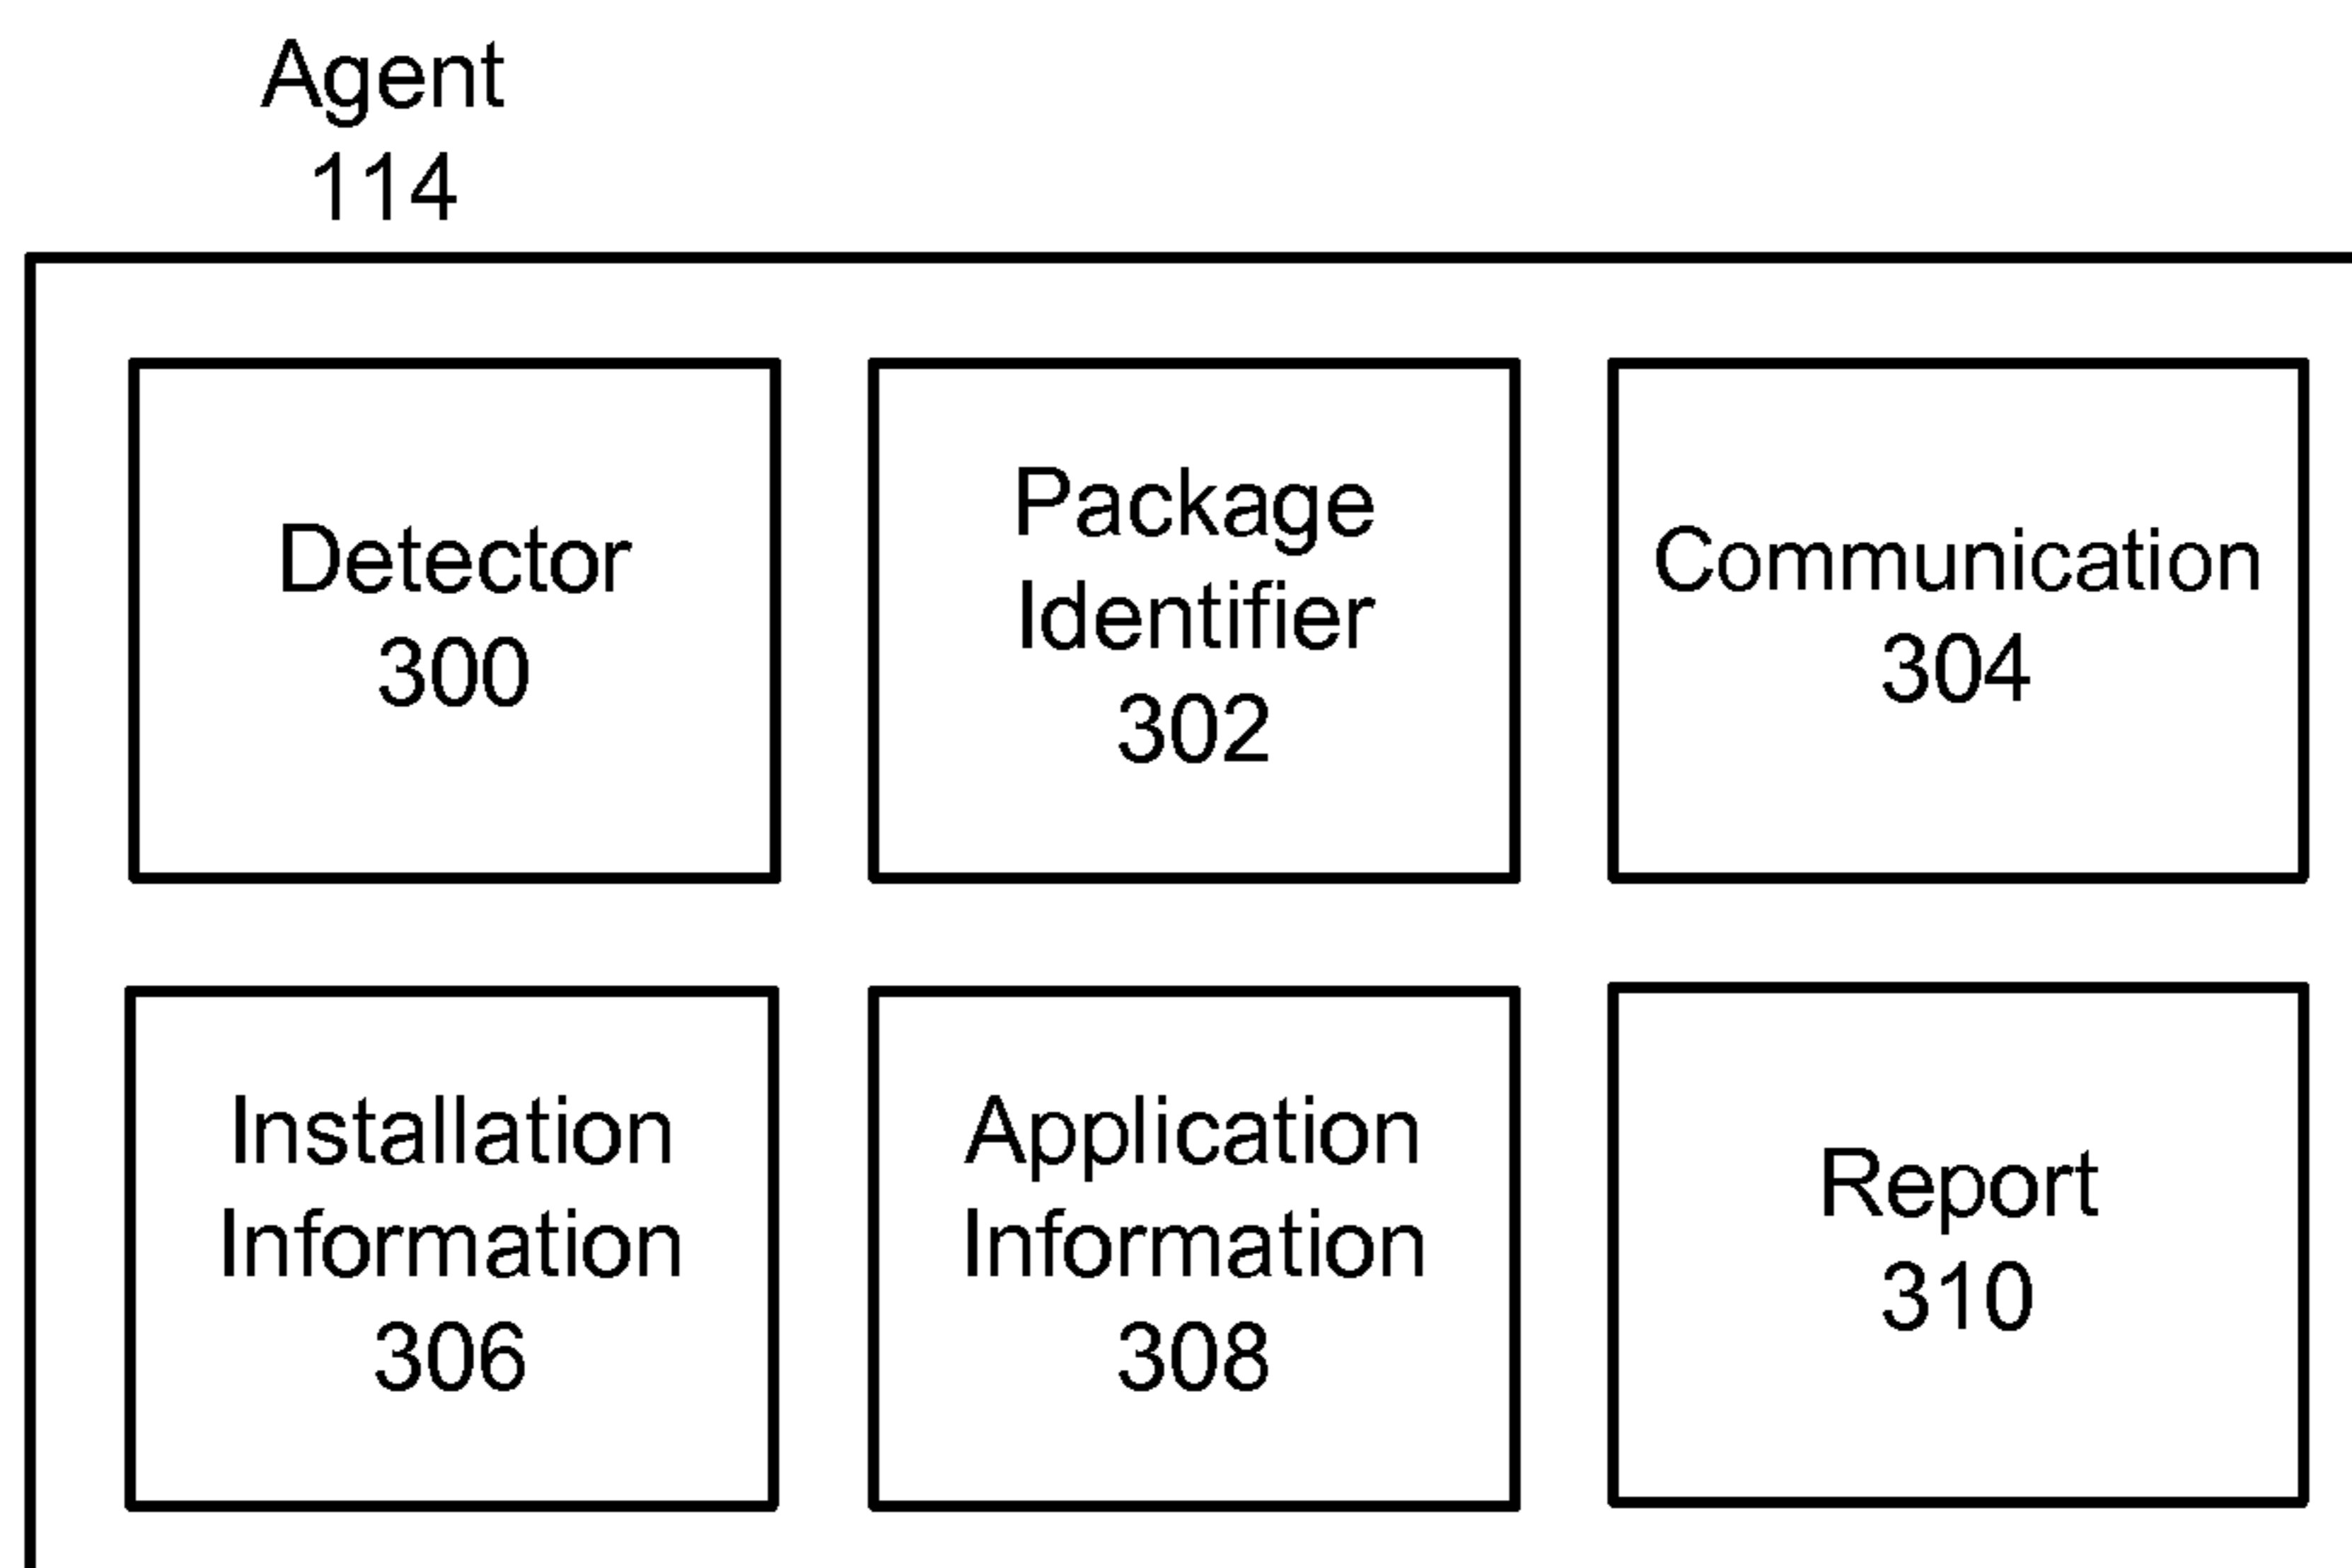 Agent
114
Detector
300
Package
Identifier
302
Communication
304
Installation
Information
306
Application
Information
308
Report
310